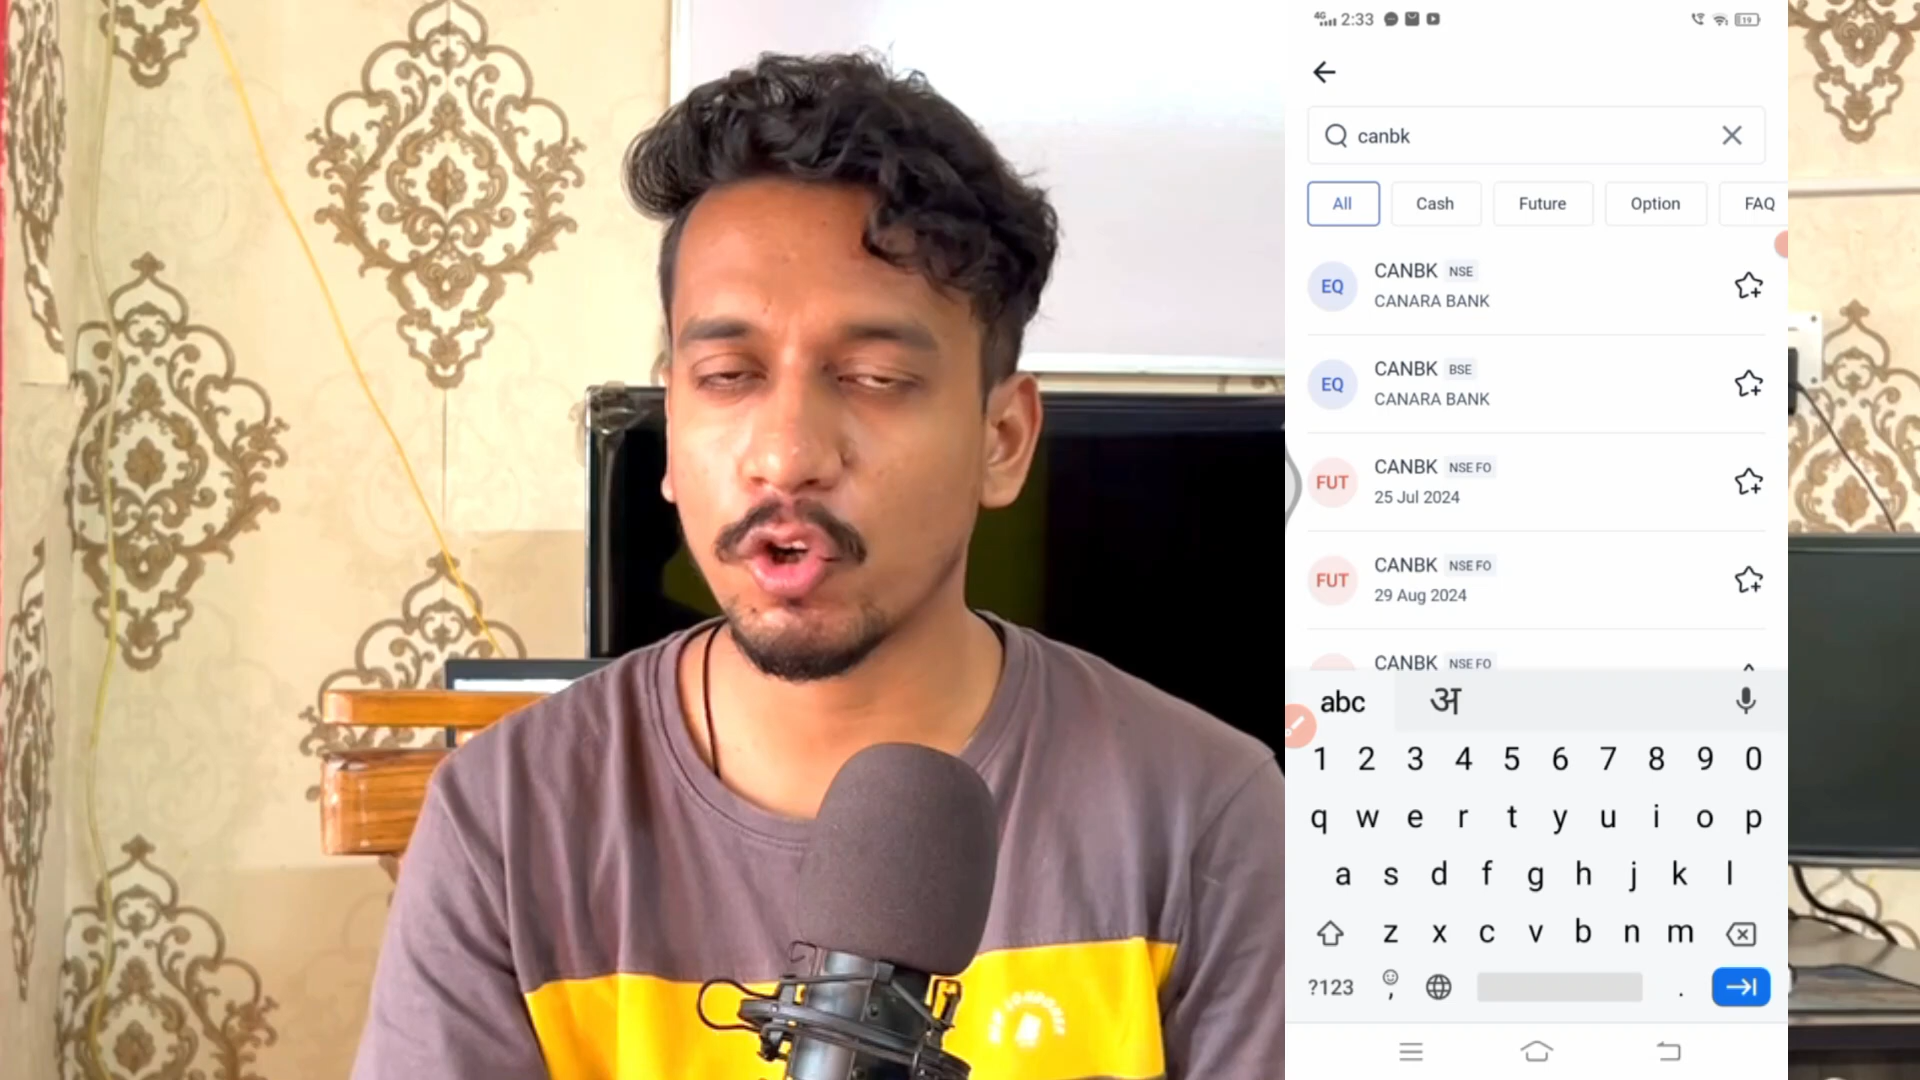 4G 2:33 19
canbk
All Cash Future Option FAQ
EQ CANBK NSE
CANARA BANK
EQ CANBK BSE
CANARA BANK
FUT CANBK NSE FO
25 Jul 2024
FUT CANBK NSE FO
29 Aug 2024
CANBK NSE FO
abc अ
1 2 3 4 5 6 7 8 9 0
q w e r t y u i o p
a s d f g h j k l
z x c v b n m
?123 , .